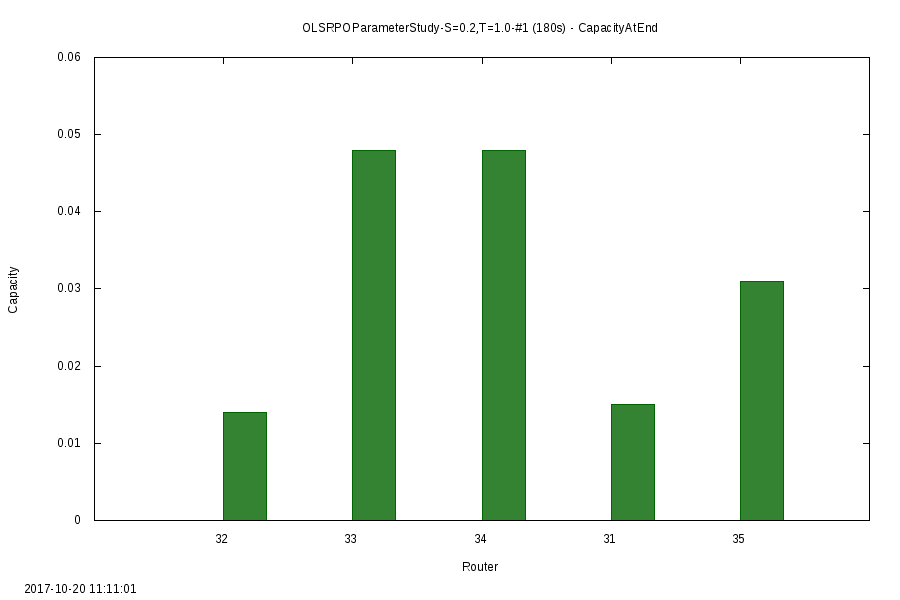 OLSRPOParameterStudy-S=0.2,T=1.0-#1 (180s) - CapacityAtEnd
0.06
0.05
0.04
0.03
0.02
0.01
0
Capacity
32 33 34 31 35
Router
2017-10-20 11:11:01